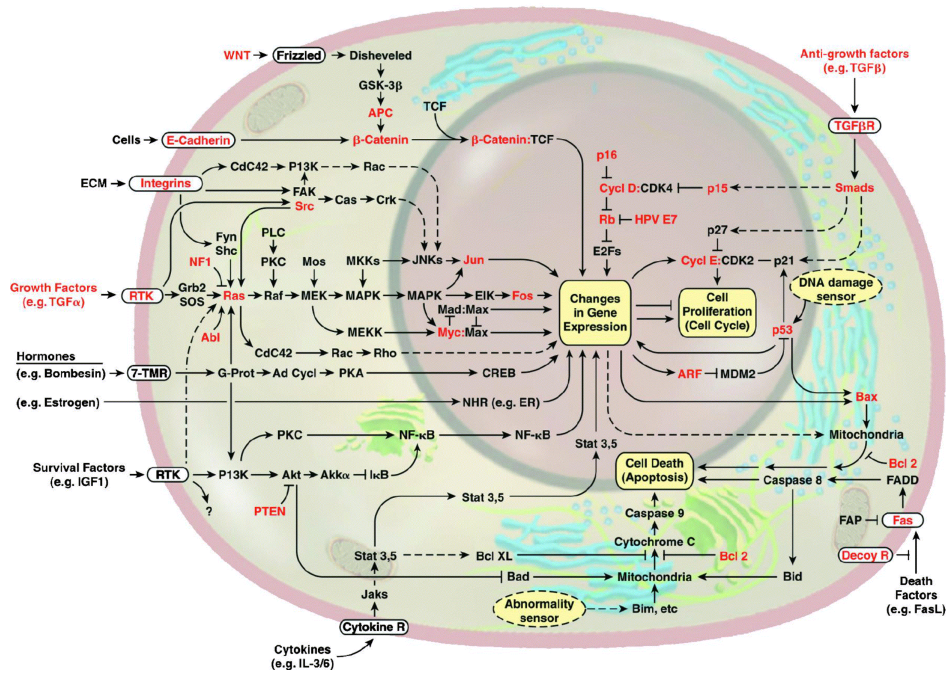 WNT
Frizzled
Disheveled
GSK-3β
APC
TCF
Cells
E-Cadherin
β-Catenin
β-Catenin:TCF
Anti-growth factors
(e.g. TGFβ)
TGFβR
CdC42
P13K
Rac
ECM
Integrins
FAK
Src
Cas
Crk
p16
Cycl D:CDK4
p15
Smads
Rb
HPV E7
E2Fs
p27
Cycl E:CDK2
p21
Fyn
Shc
PLC
NF1
PKC
Mos
MKKs
JNKs
Jun
Growth Factors
(e.g. TGFα)
RTK
Grb2
SOS
Ras
Raf
MEK
MAPK
MAPK
ElK
Fos
Mad:Max
Myc:Max
MEKK
Abl
CdC42
Rac
Rho
Changes
in Gene
Expression
Cell
Proliferation
(Cell Cycle)
DNA damage
sensor
p53
Hormones
(e.g. Bombesin)
7-TMR
G-Prot
Ad Cycl
PKA
CREB
ARF
MDM2
(e.g. Estrogen)
NHR (e.g. ER)
Bax
PKC
NF-κB
NF-κB
Stat 3,5
Mitochondria
Survival Factors
(e.g. IGF1)
RTK
P13K
Akt
Akkα
IκB
?
PTEN
Cell Death
(Apoptosis)
Caspase 8
Bcl 2
FADD
Stat 3,5
Caspase 9
FAP
Fas
Cytochrome C
Stat 3,5
Bcl XL
Bcl 2
Decoy R
Bad
Mitochondria
Bid
Death
Factors
(e.g. FasL)
Jaks
Abnormality
sensor
Bim, etc
Cytokine R
Cytokines
(e.g. IL-3/6)